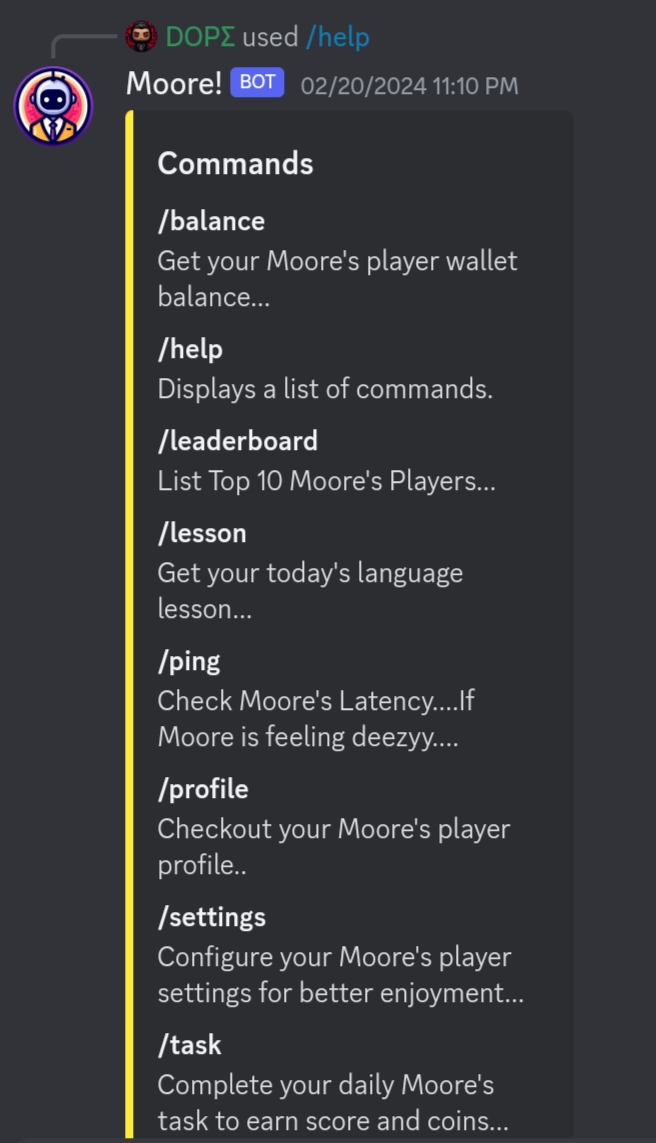 DOPΣ used /help
Moore! BOT 02/20/2024 11:10 PM
Commands
/balance
Get your Moore's player wallet
balance...
/help
Displays a list of commands.
/leaderboard
List Top 10 Moore's Players...
/lesson
Get your today's language
lesson...
/ping
Check Moore's Latency....If
Moore is feeling deezyy....
/profile
Checkout your Moore's player
profile..
/settings
Configure your Moore's player
settings for better enjoyment...
/task
Complete your daily Moore's
task to earn score and coins...